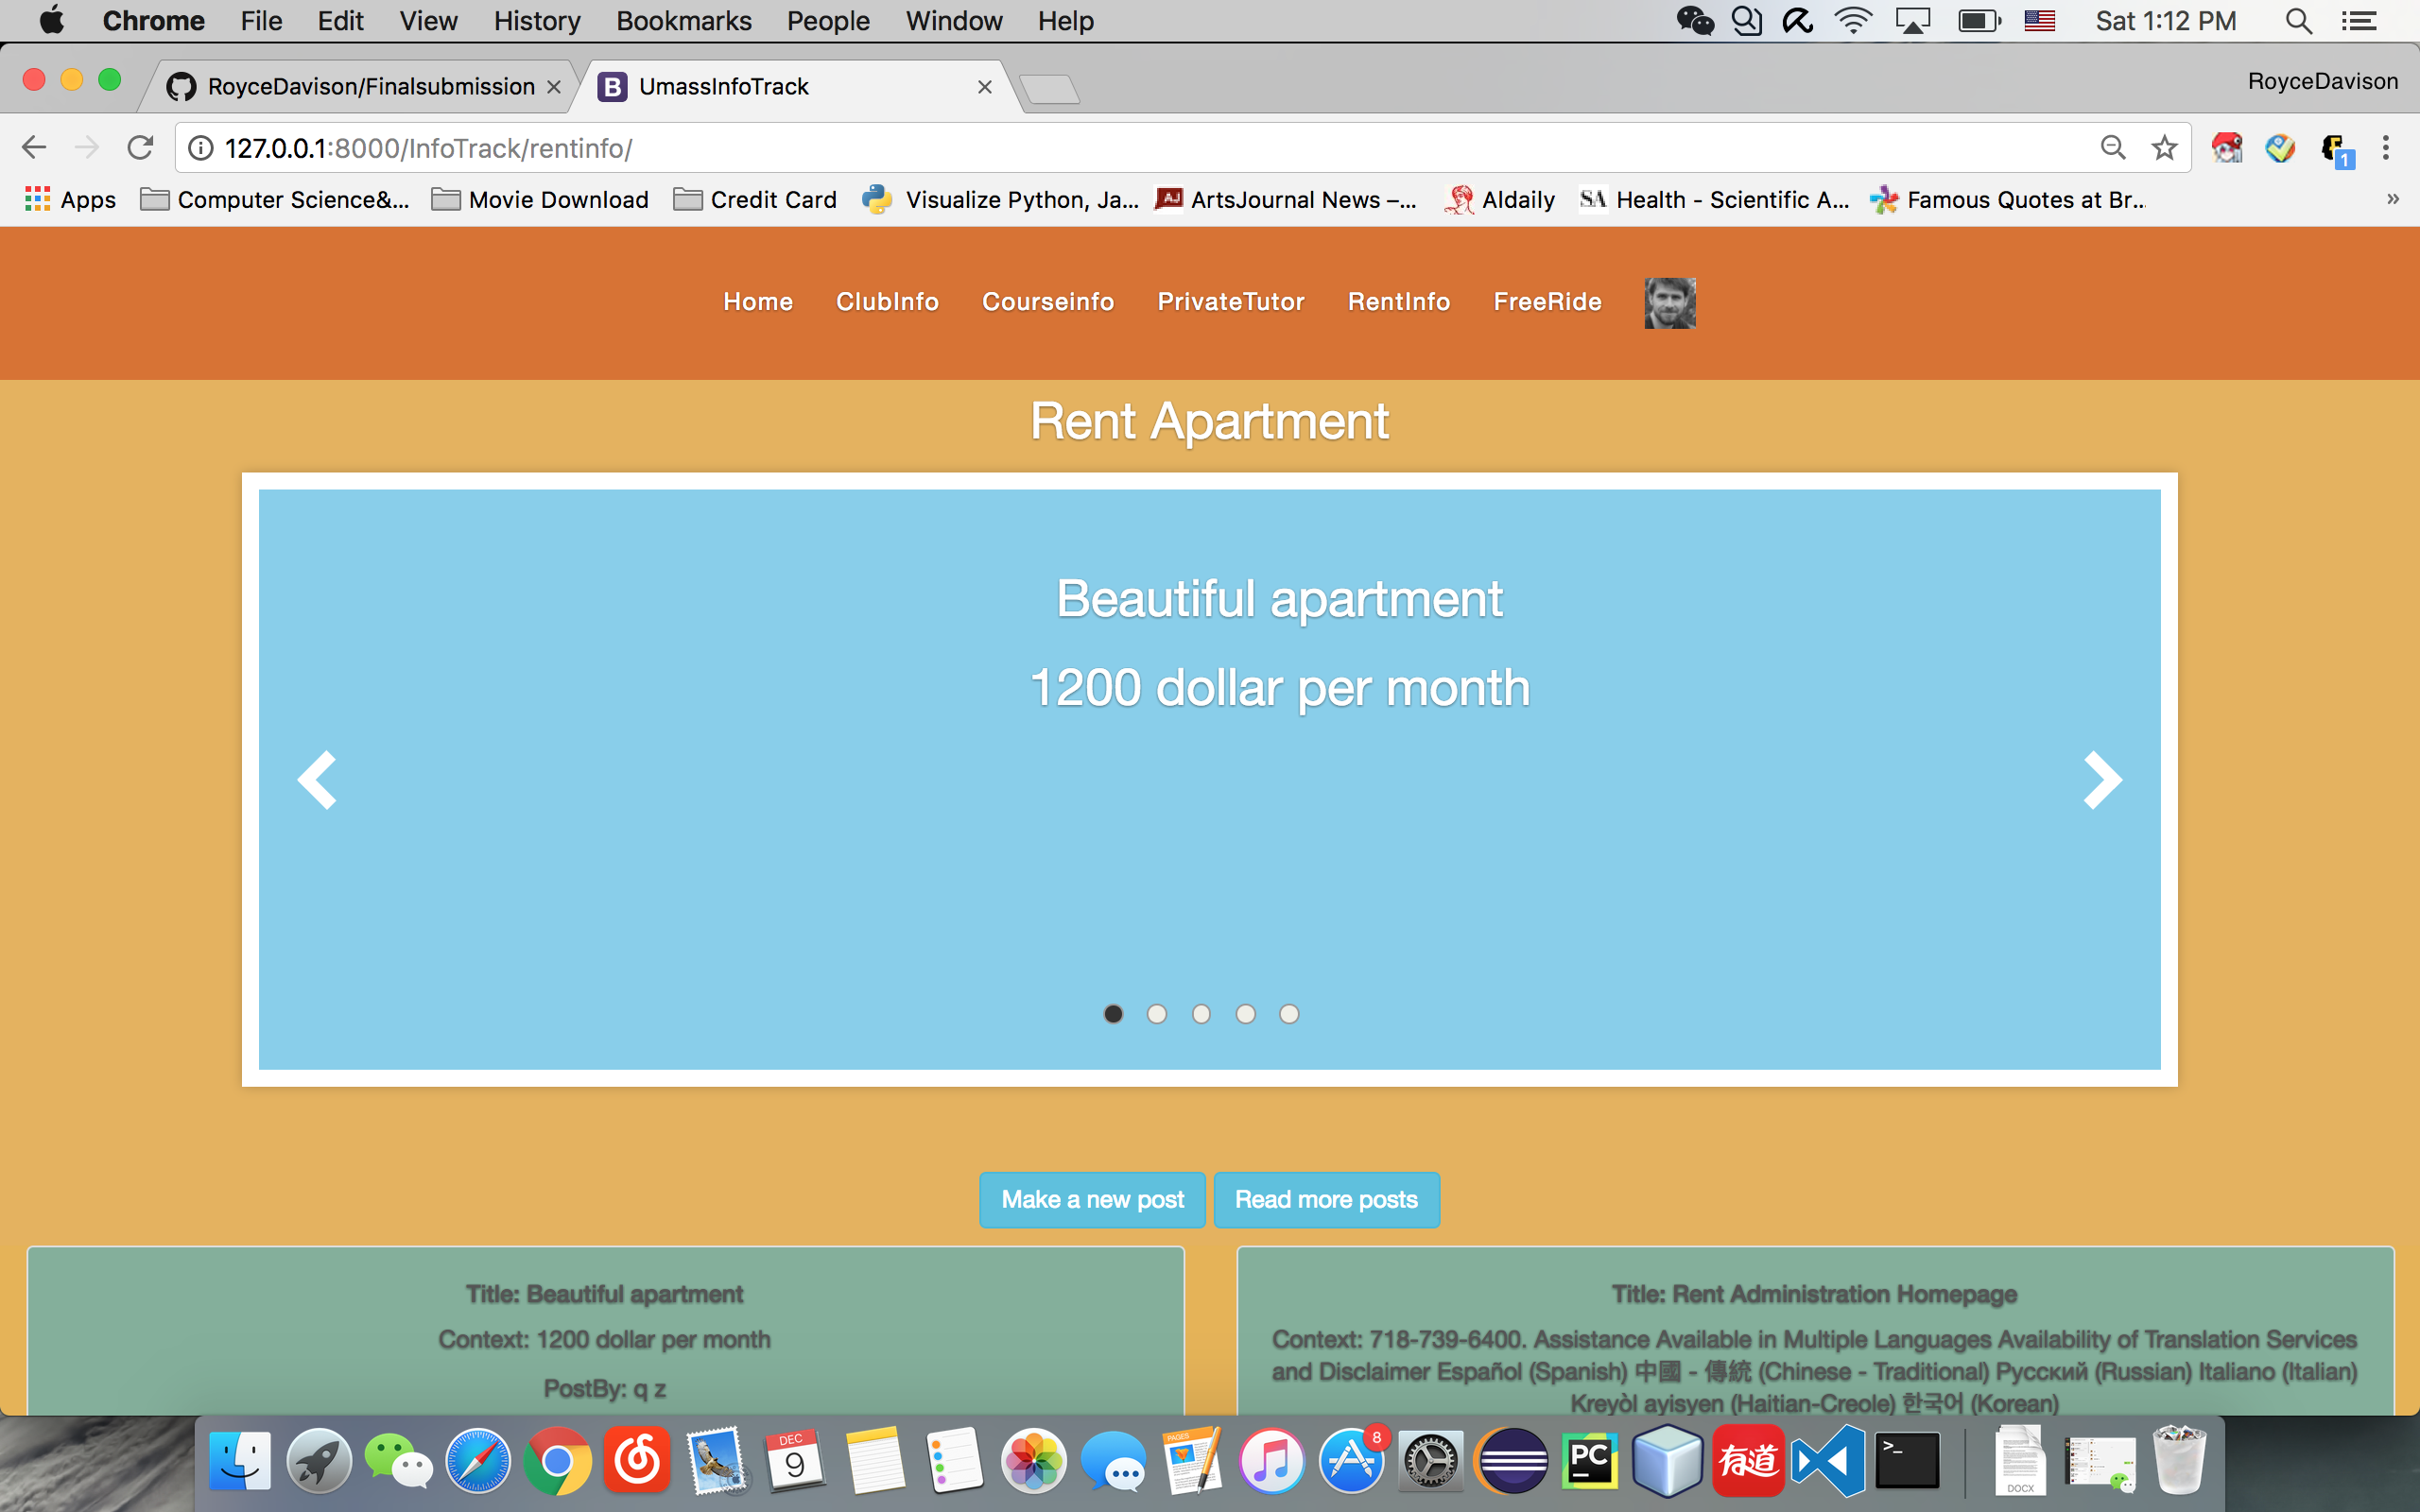 Chrome File Edit View History Bookmarks People Window Help Sat 1:12 PM
RoyceDavison/Finalsubmission UmassInfoTrack RoyceDavison
127.0.0.1:8000/InfoTrack/rentinfo/
1
Apps Computer Science&... Movie Download Credit Card Visualize Python, Ja... AJ ArtsJournal News –... Aldaily SA Health - Scientific A... Famous Quotes at Br... »
Home ClubInfo Courseinfo PrivateTutor RentInfo FreeRide
Rent Apartment
Beautiful apartment
1200 dollar per month
Make a new post Read more posts
Title: Beautiful apartment
Context: 1200 dollar per month
PostBy: q z
Title: Rent Administration Homepage
Context: 718-739-6400. Assistance Available in Multiple Languages Availability of Translation Services
and Disclaimer Español (Spanish) 中國 - 傳統 (Chinese - Traditional) Русский (Russian) Italiano (Italian)
Kreyòl ayisyen (Haitian-Creole) 한국어 (Korean)
DEC
9
PAGES
8
PC
有道
>_
DOCX